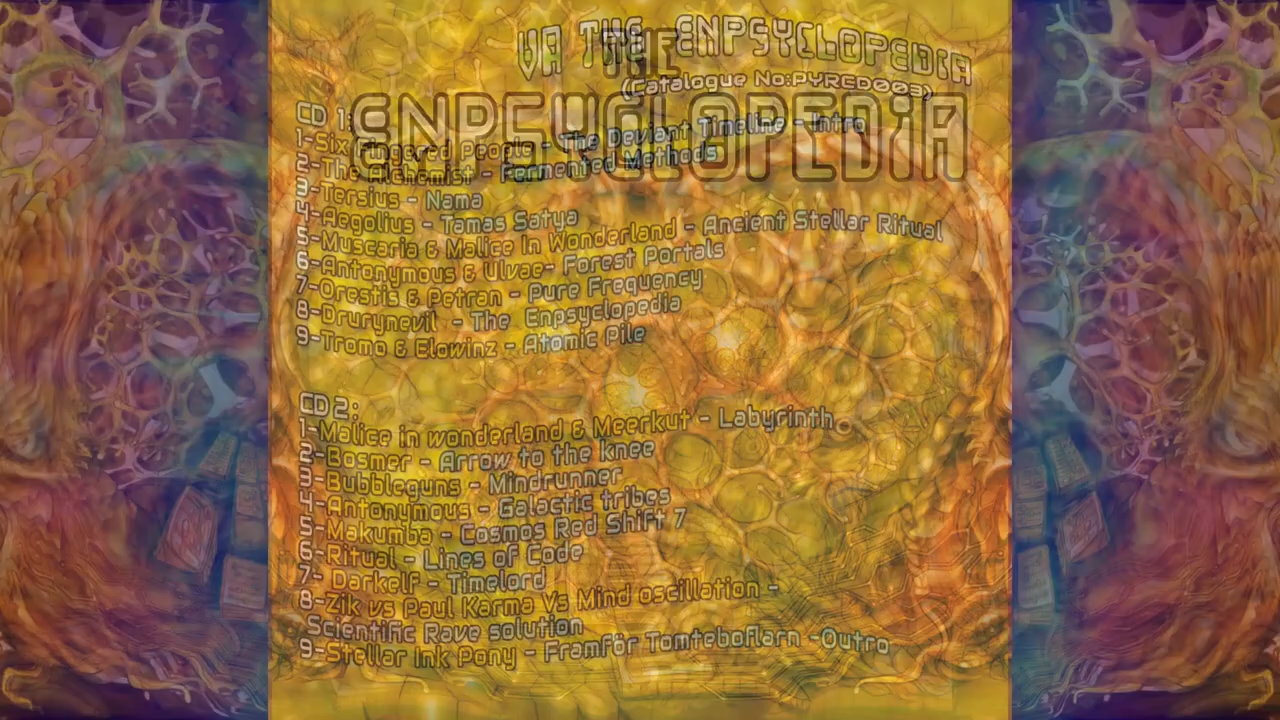 VA THE ENPSYCLOPEDIA
(Catalogue No:PYRCD003)
THE
ENPSYCLOPEDIA
CD 1:
1-Six Fingered People - The Deviant Timeline - Intro
2-The Alchemist - Fermented Methods
3-Tersius - Nama
4-Aegolius - Tamas Satya
5-Muscaria & Malice In Wonderland - Ancient Stellar Ritual
6-Antonymous & Ulvae- Forest Portals
7-Orestis & Petran - Pure Frequency
8-Drurynevil - The Enpsyclopedia
9-Tromo & Elowinz - Atomic Pile
CD 2:
1-Malice in wonderland & Meerkut - Labyrinth
2-Bosmer - Arrow to the knee
3-Bubbleguns - Mindrunner
4-Antonymous - Galactic tribes
5-Makumba - Cosmos Red Shift 7
6-Ritual - Lines of Code
7- Darkelf - Timelord
8-Zik vs Paul Karma Vs Mind oscillation -
Scientific Rave solution
9-Stellar Ink Pony - Framför Tomteboflarn -Outro